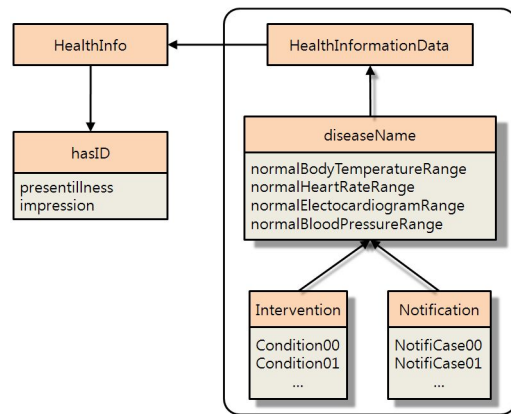 HealthInfo
HealthInformationData
hasID
presentillness
impression
diseaseName
normalBodyTemperatureRange
normalHeartRateRange
normalElectocardiogramRange
normalBloodPressureRange
Intervention
Condition00
Condition01
...
Notification
NotifiCase00
NotifiCase01
...